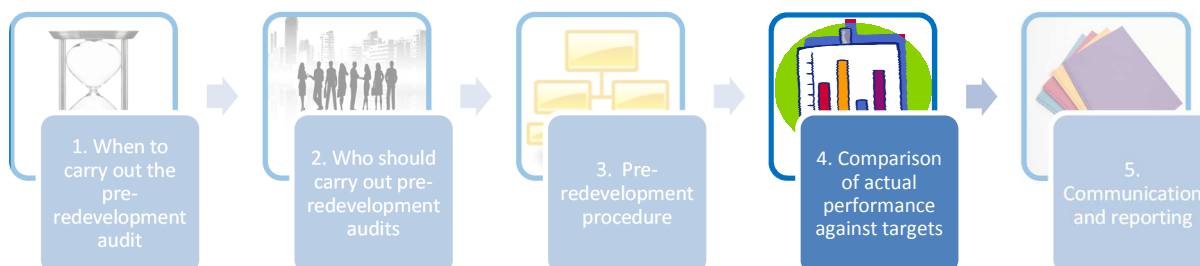 1. When to
carry out the
pre-
redevelopment
audit
2. Who should
carry out pre-
redevelopment
audits
3. Pre-
redevelopment
procedure
4. Comparison
of actual
performance
against targets
5.
Communication
and reporting